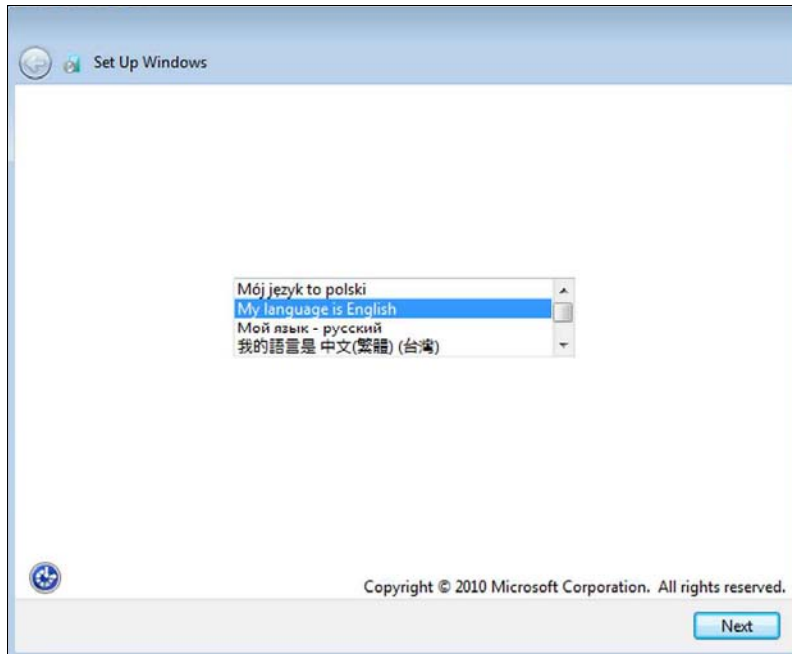 Set Up Windows
Mój język to polski
My language is English
Мой язык - русский
我的語言是 中文(繁體) (台灣)
Copyright © 2010 Microsoft Corporation. All rights reserved.
Next